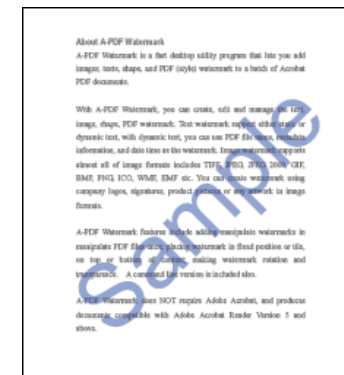 About A-PDF Watermark
A-PDF Watermark is a fast desktop utility program that lets you add
images, texts, shape, and PDF (style) watermark to a batch of Acrobat
PDF documents.
With A-PDF Watermark, you can create, edit and manage the text,
image, shape, PDF watermark. Text watermark support either static or
dynamic text, with dynamic text, you can use PDF file name, metadata
information, and date time as the watermark. Image watermark supports
almost all of image formats includes TIFF, JPEG, JPEG 2000, GIF,
BMP, PNG, ICO, WMF, EMF etc. You can create watermark using
company logos, signatures, product pictures or any artwork in image
formats.
A-PDF Watermark features include adding manipulate watermarks in
manipulate PDF files once, placing watermark in fixed position or tile,
on top or bottom of content, making watermark rotation and
transparence. A command line version is included also.
A-PDF Watermark does NOT require Adobe Acrobat, and produces
documents compatible with Adobe Acrobat Reader Version 5 and
above.
Sample